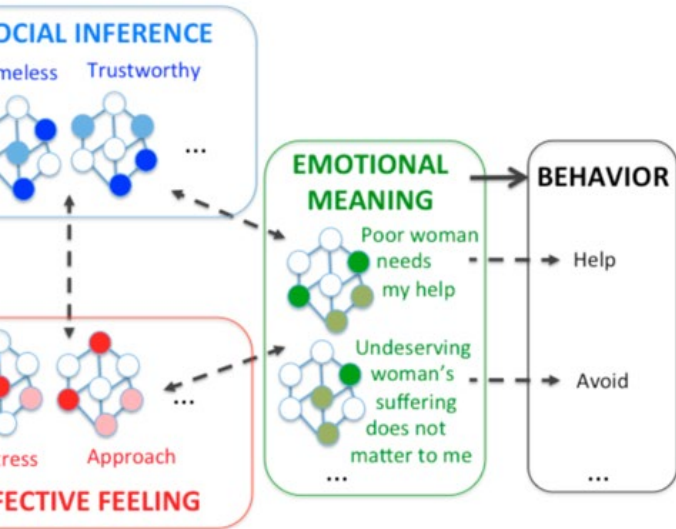 OCIAL INFERENCE
meless Trustworthy
...
EMOTIONAL
MEANING
Poor woman
needs
my help
Undeserving
woman's
suffering
does not
matter to me
...
BEHAVIOR
Help
Avoid
...
...
ress Approach
FECTIVE FEELING